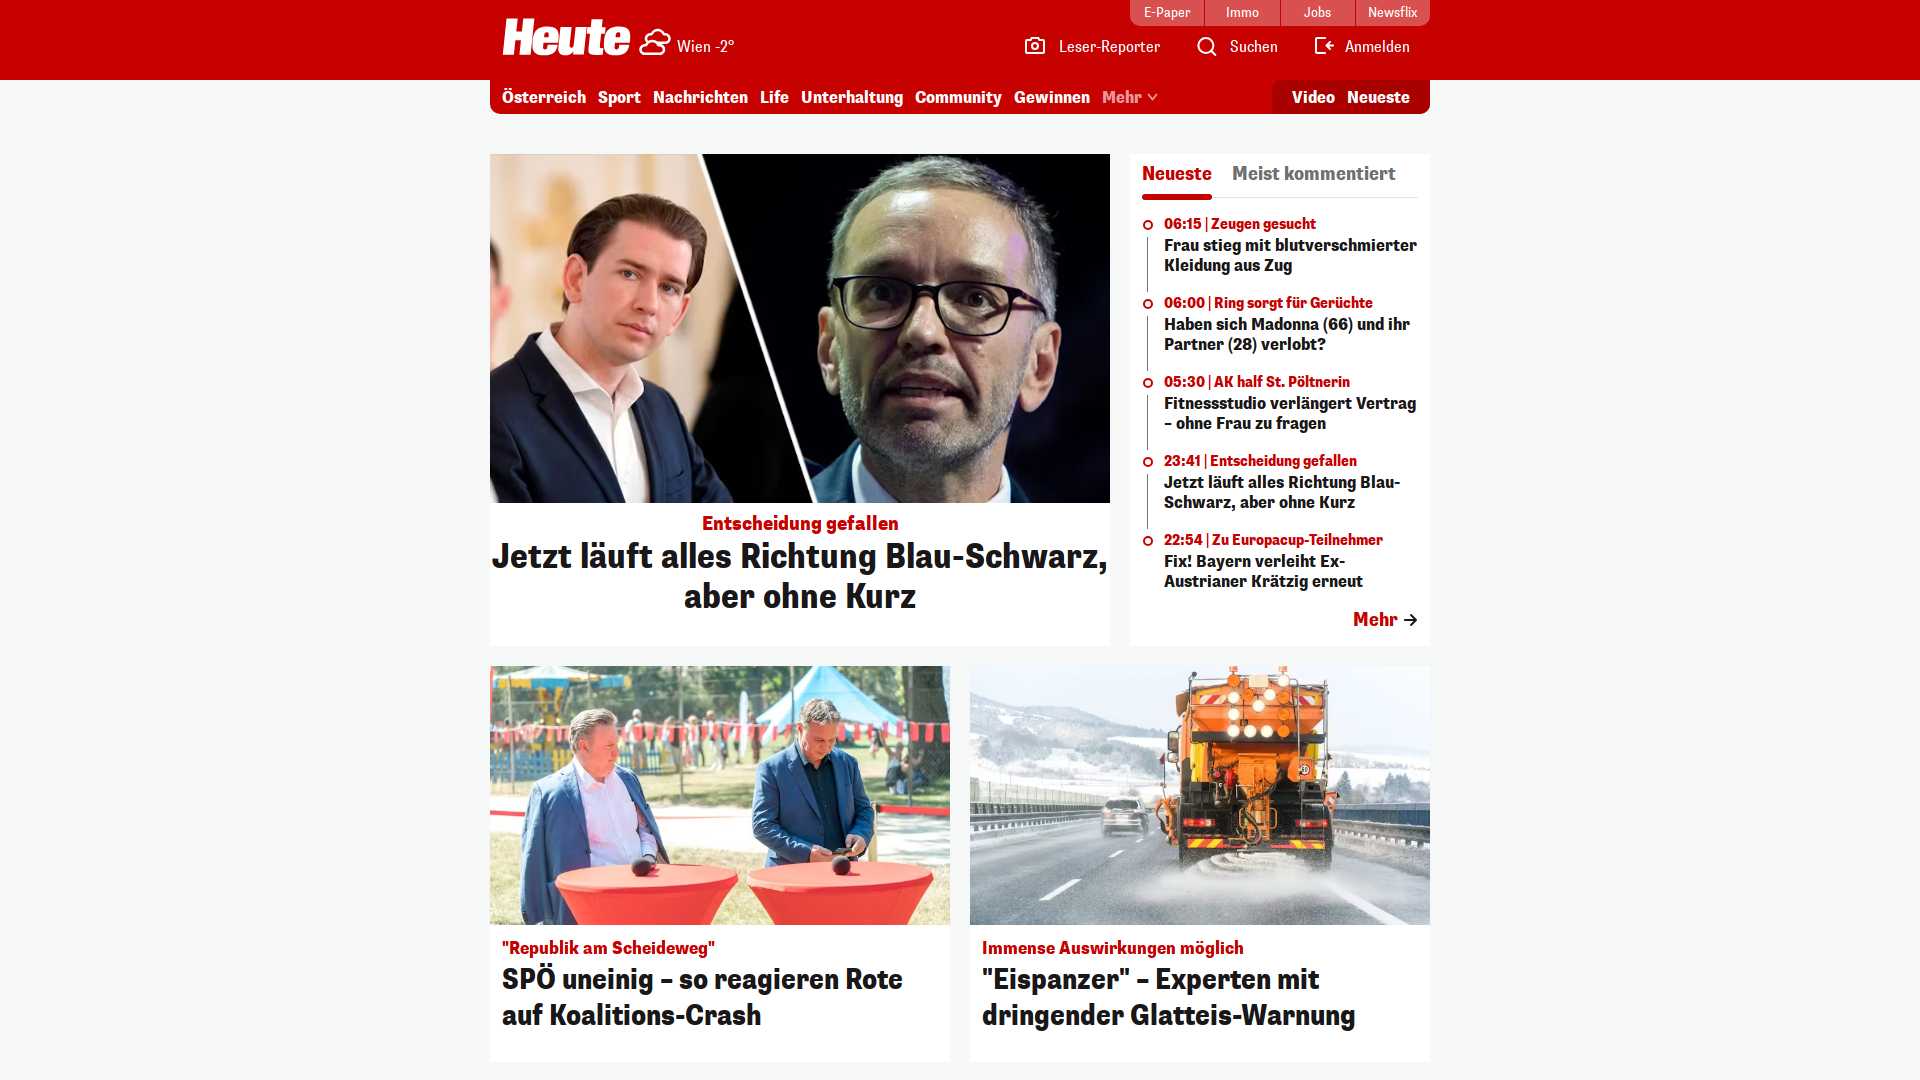 E-Paper
Immo
Jobs
Newsflix
Heute
Wien -2°
Leser-Reporter
Suchen
Anmelden
Österreich
Sport
Nachrichten
Life
Unterhaltung
Community
Gewinnen
Mehr
Video
Neueste
Entscheidung gefallen
Jetzt läuft alles Richtung Blau-Schwarz,
aber ohne Kurz
Neueste
Meist kommentiert
06:15 | Zeugen gesucht
Frau stieg mit blutverschmierter
Kleidung aus Zug
06:00 | Ring sorgt für Gerüchte
Haben sich Madonna (66) und ihr
Partner (28) verlobt?
05:30 | AK half St. Pöltnerin
Fitnessstudio verlängert Vertrag
– ohne Frau zu fragen
23:41 | Entscheidung gefallen
Jetzt läuft alles Richtung Blau-
Schwarz, aber ohne Kurz
22:54 | Zu Europacup-Teilnehmer
Fix! Bayern verleiht Ex-
Austrianer Krätzig erneut
Mehr
"Republik am Scheideweg"
SPÖ uneinig – so reagieren Rote
auf Koalitions-Crash
Immense Auswirkungen möglich
"Eispanzer" – Experten mit
dringender Glatteis-Warnung